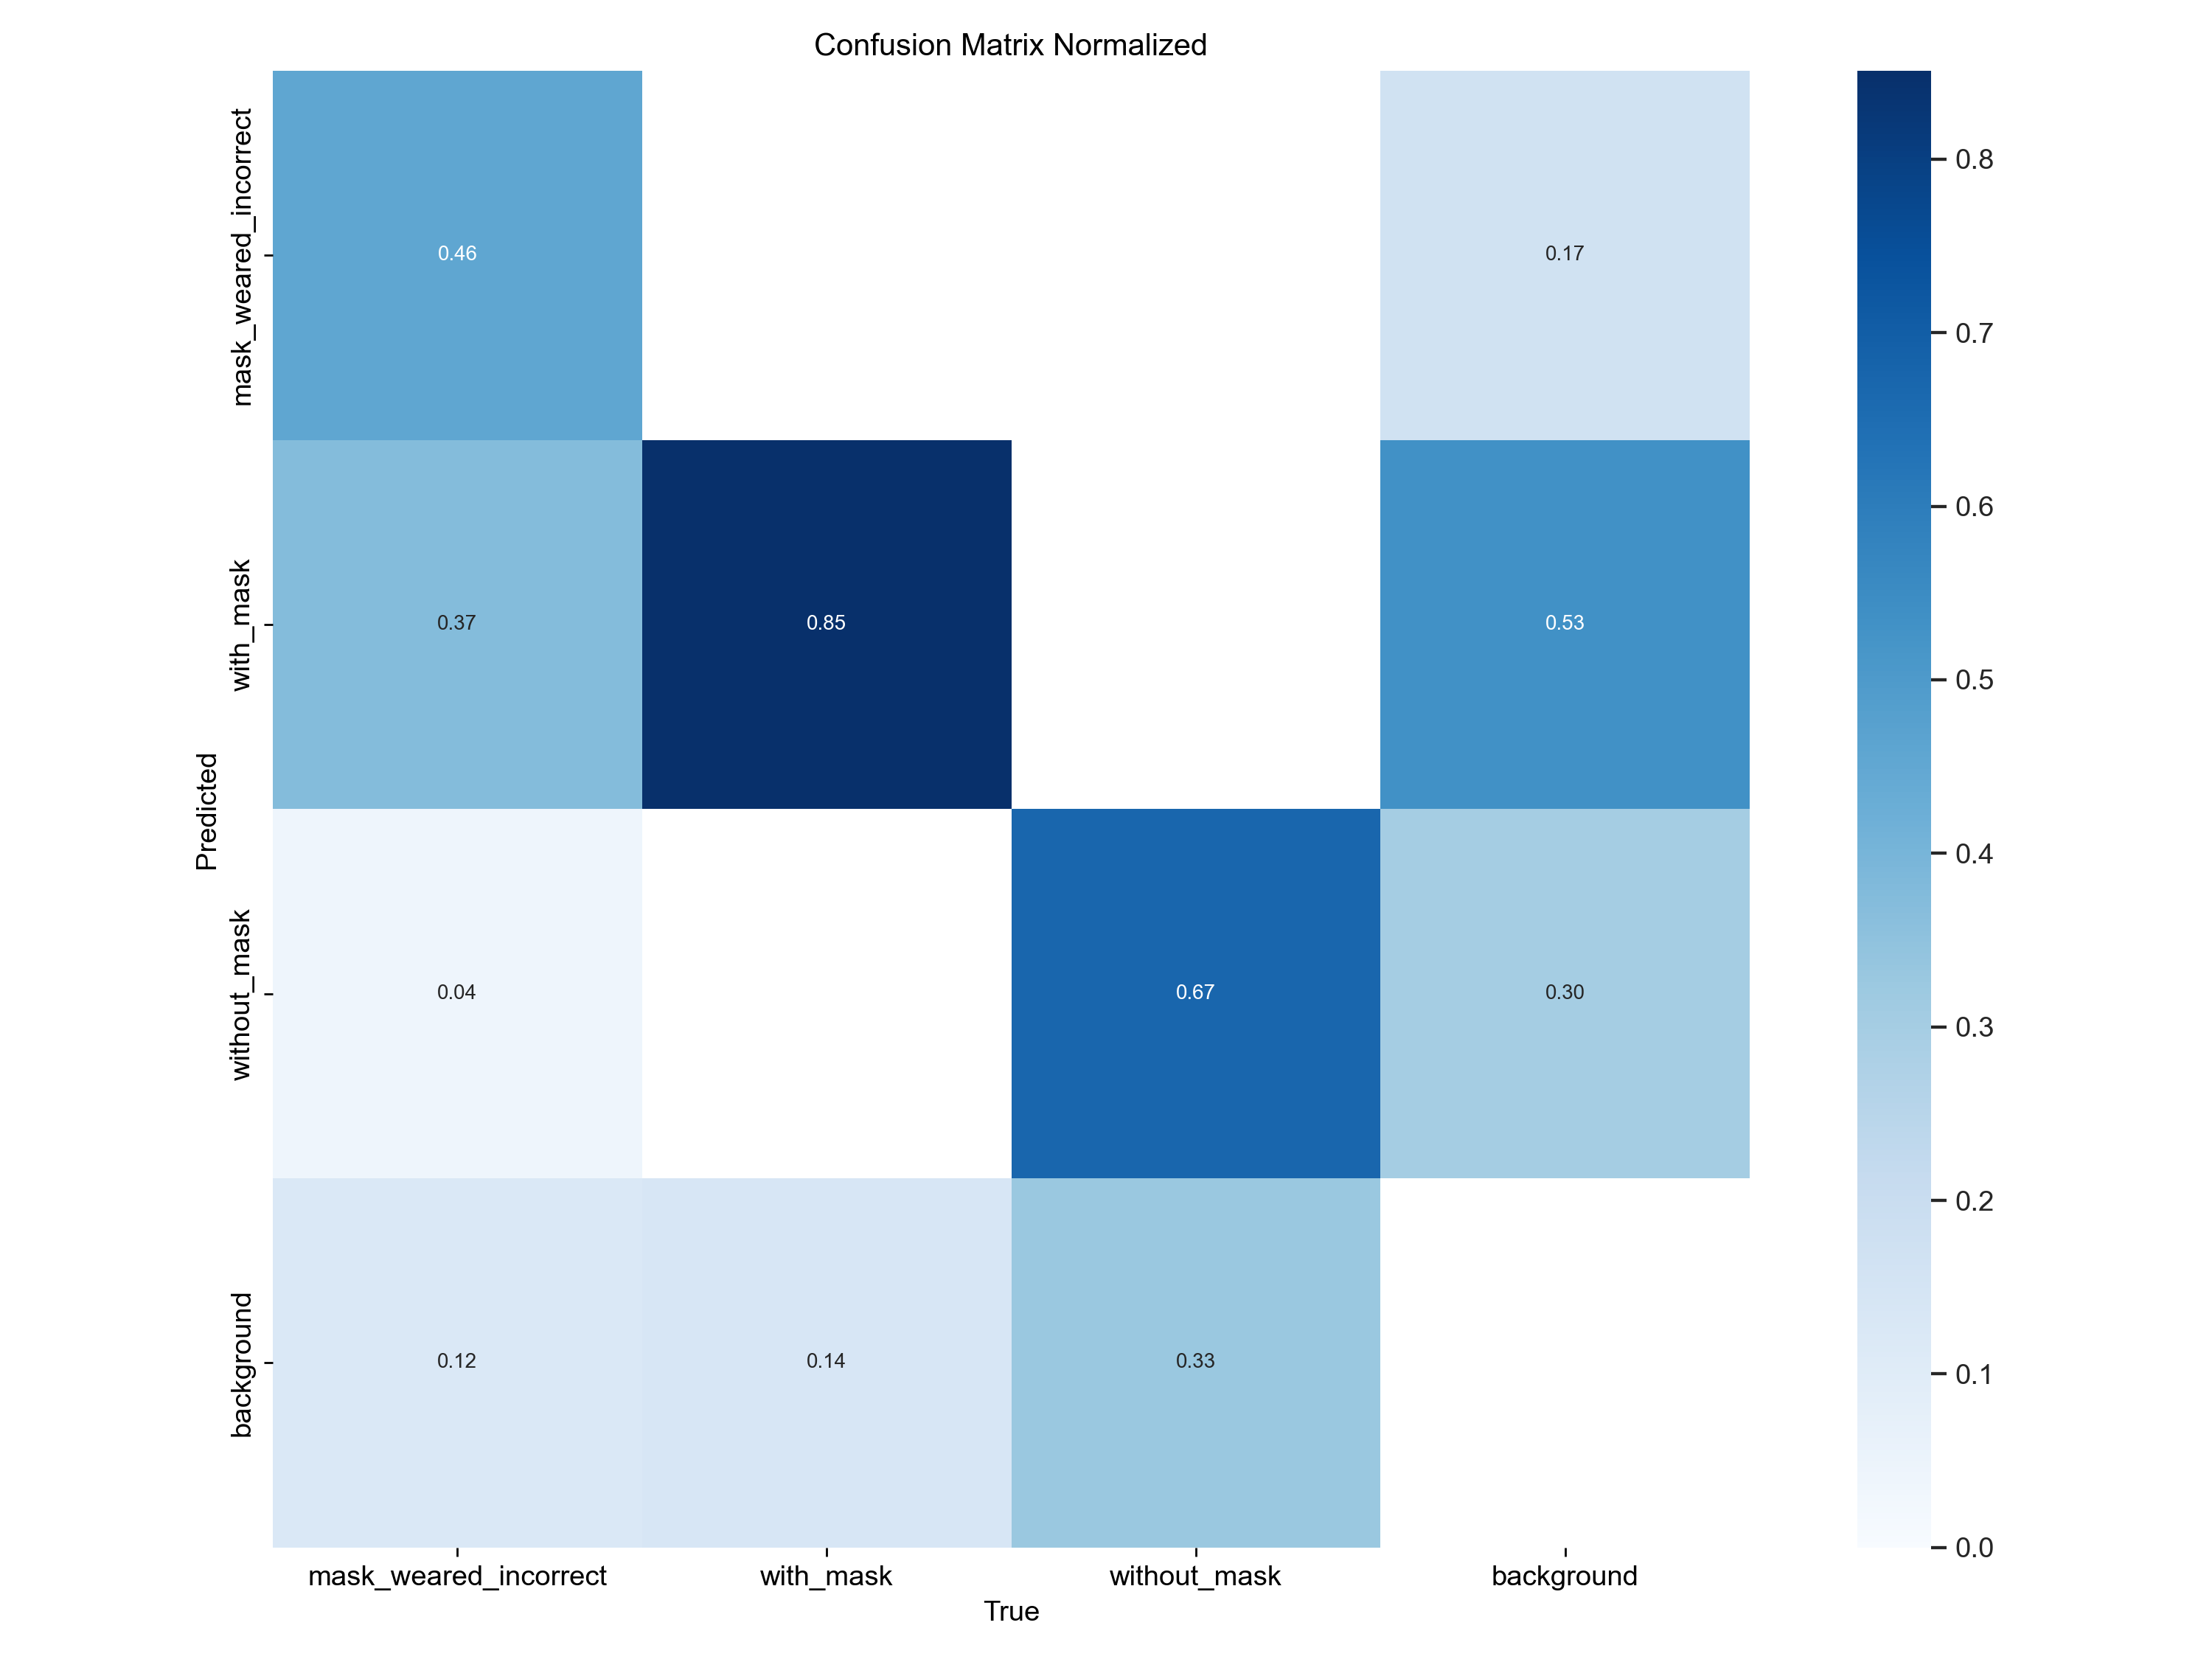 Confusion Matrix Normalized
mask_weared_incorrect
0.46
0.17
with_mask
0.37
0.85
0.53
without_mask
0.04
0.67
0.30
background
0.12
0.14
0.33
Predicted
mask_weared_incorrect
with_mask
without_mask
background
True
0.8
0.7
0.6
0.5
0.4
0.3
0.2
0.1
0.0